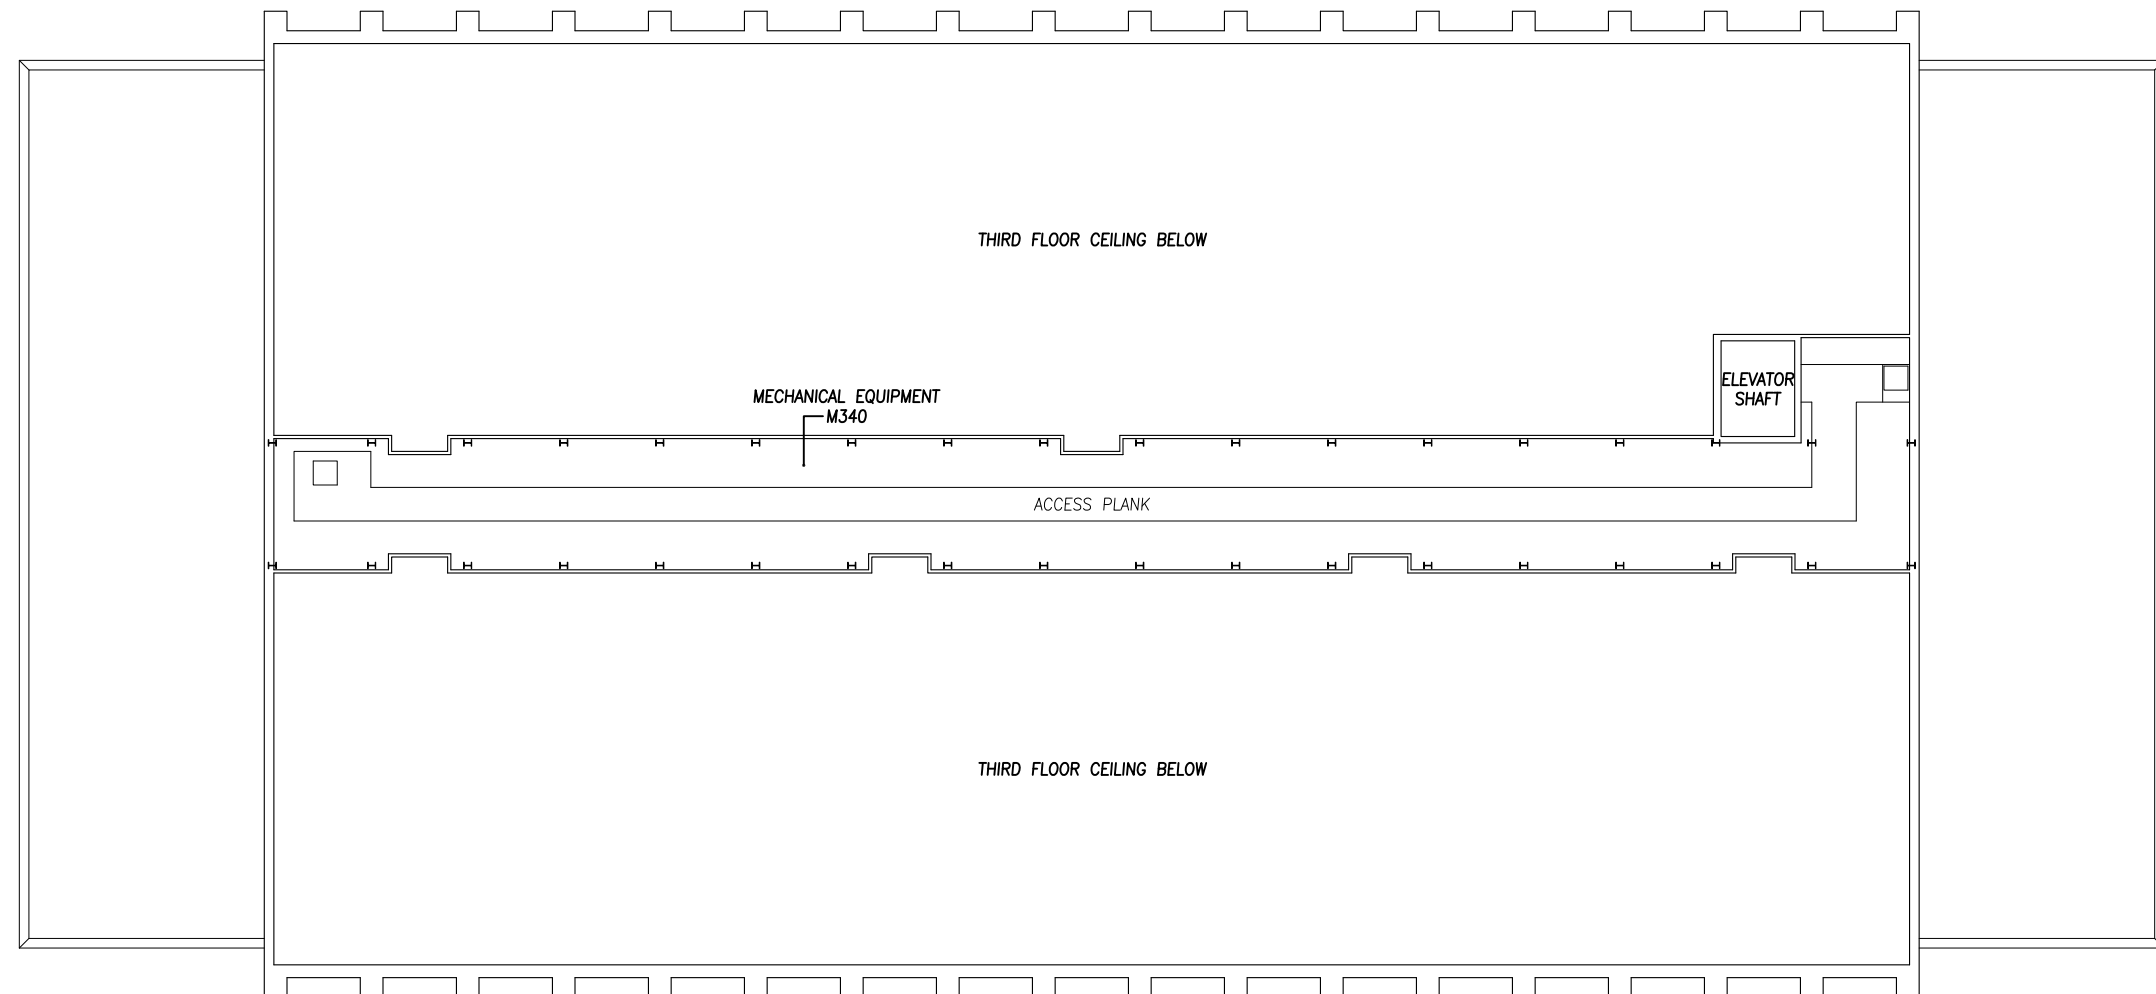 THIRD FLOOR CEILING BELOW
ELEVATOR
SHAFT
MECHANICAL EQUIPMENT
M340
ACCESS PLANK
THIRD FLOOR CEILING BELOW